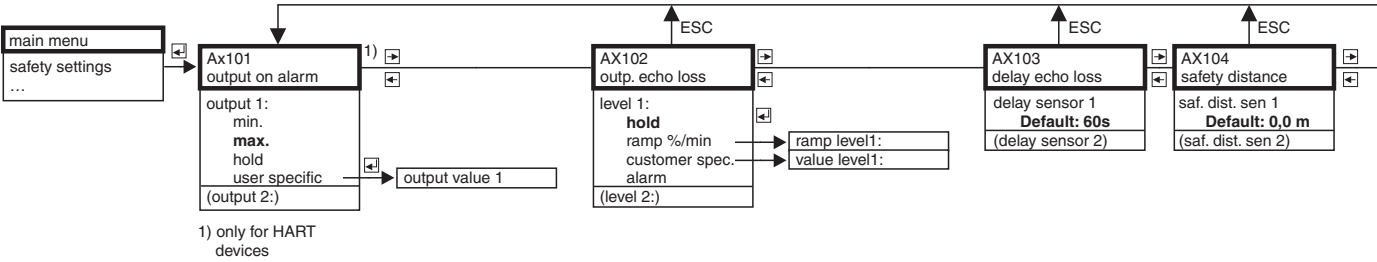 main menu
safety settings
…
Ax101
output on alarm
1)
output 1:
min.
max.
hold
user specific
output value 1
(output 2:)
1) only for HART
devices
ESC
AX102
outp. echo loss
level 1:
hold
ramp %/min
ramp level1:
customer spec.
value level1:
alarm
(level 2:)
ESC
AX103
delay echo loss
delay sensor 1
Default: 60s
(delay sensor 2)
ESC
AX104
safety distance
saf. dist. sen 1
Default: 0,0 m
(saf. dist. sen 2)